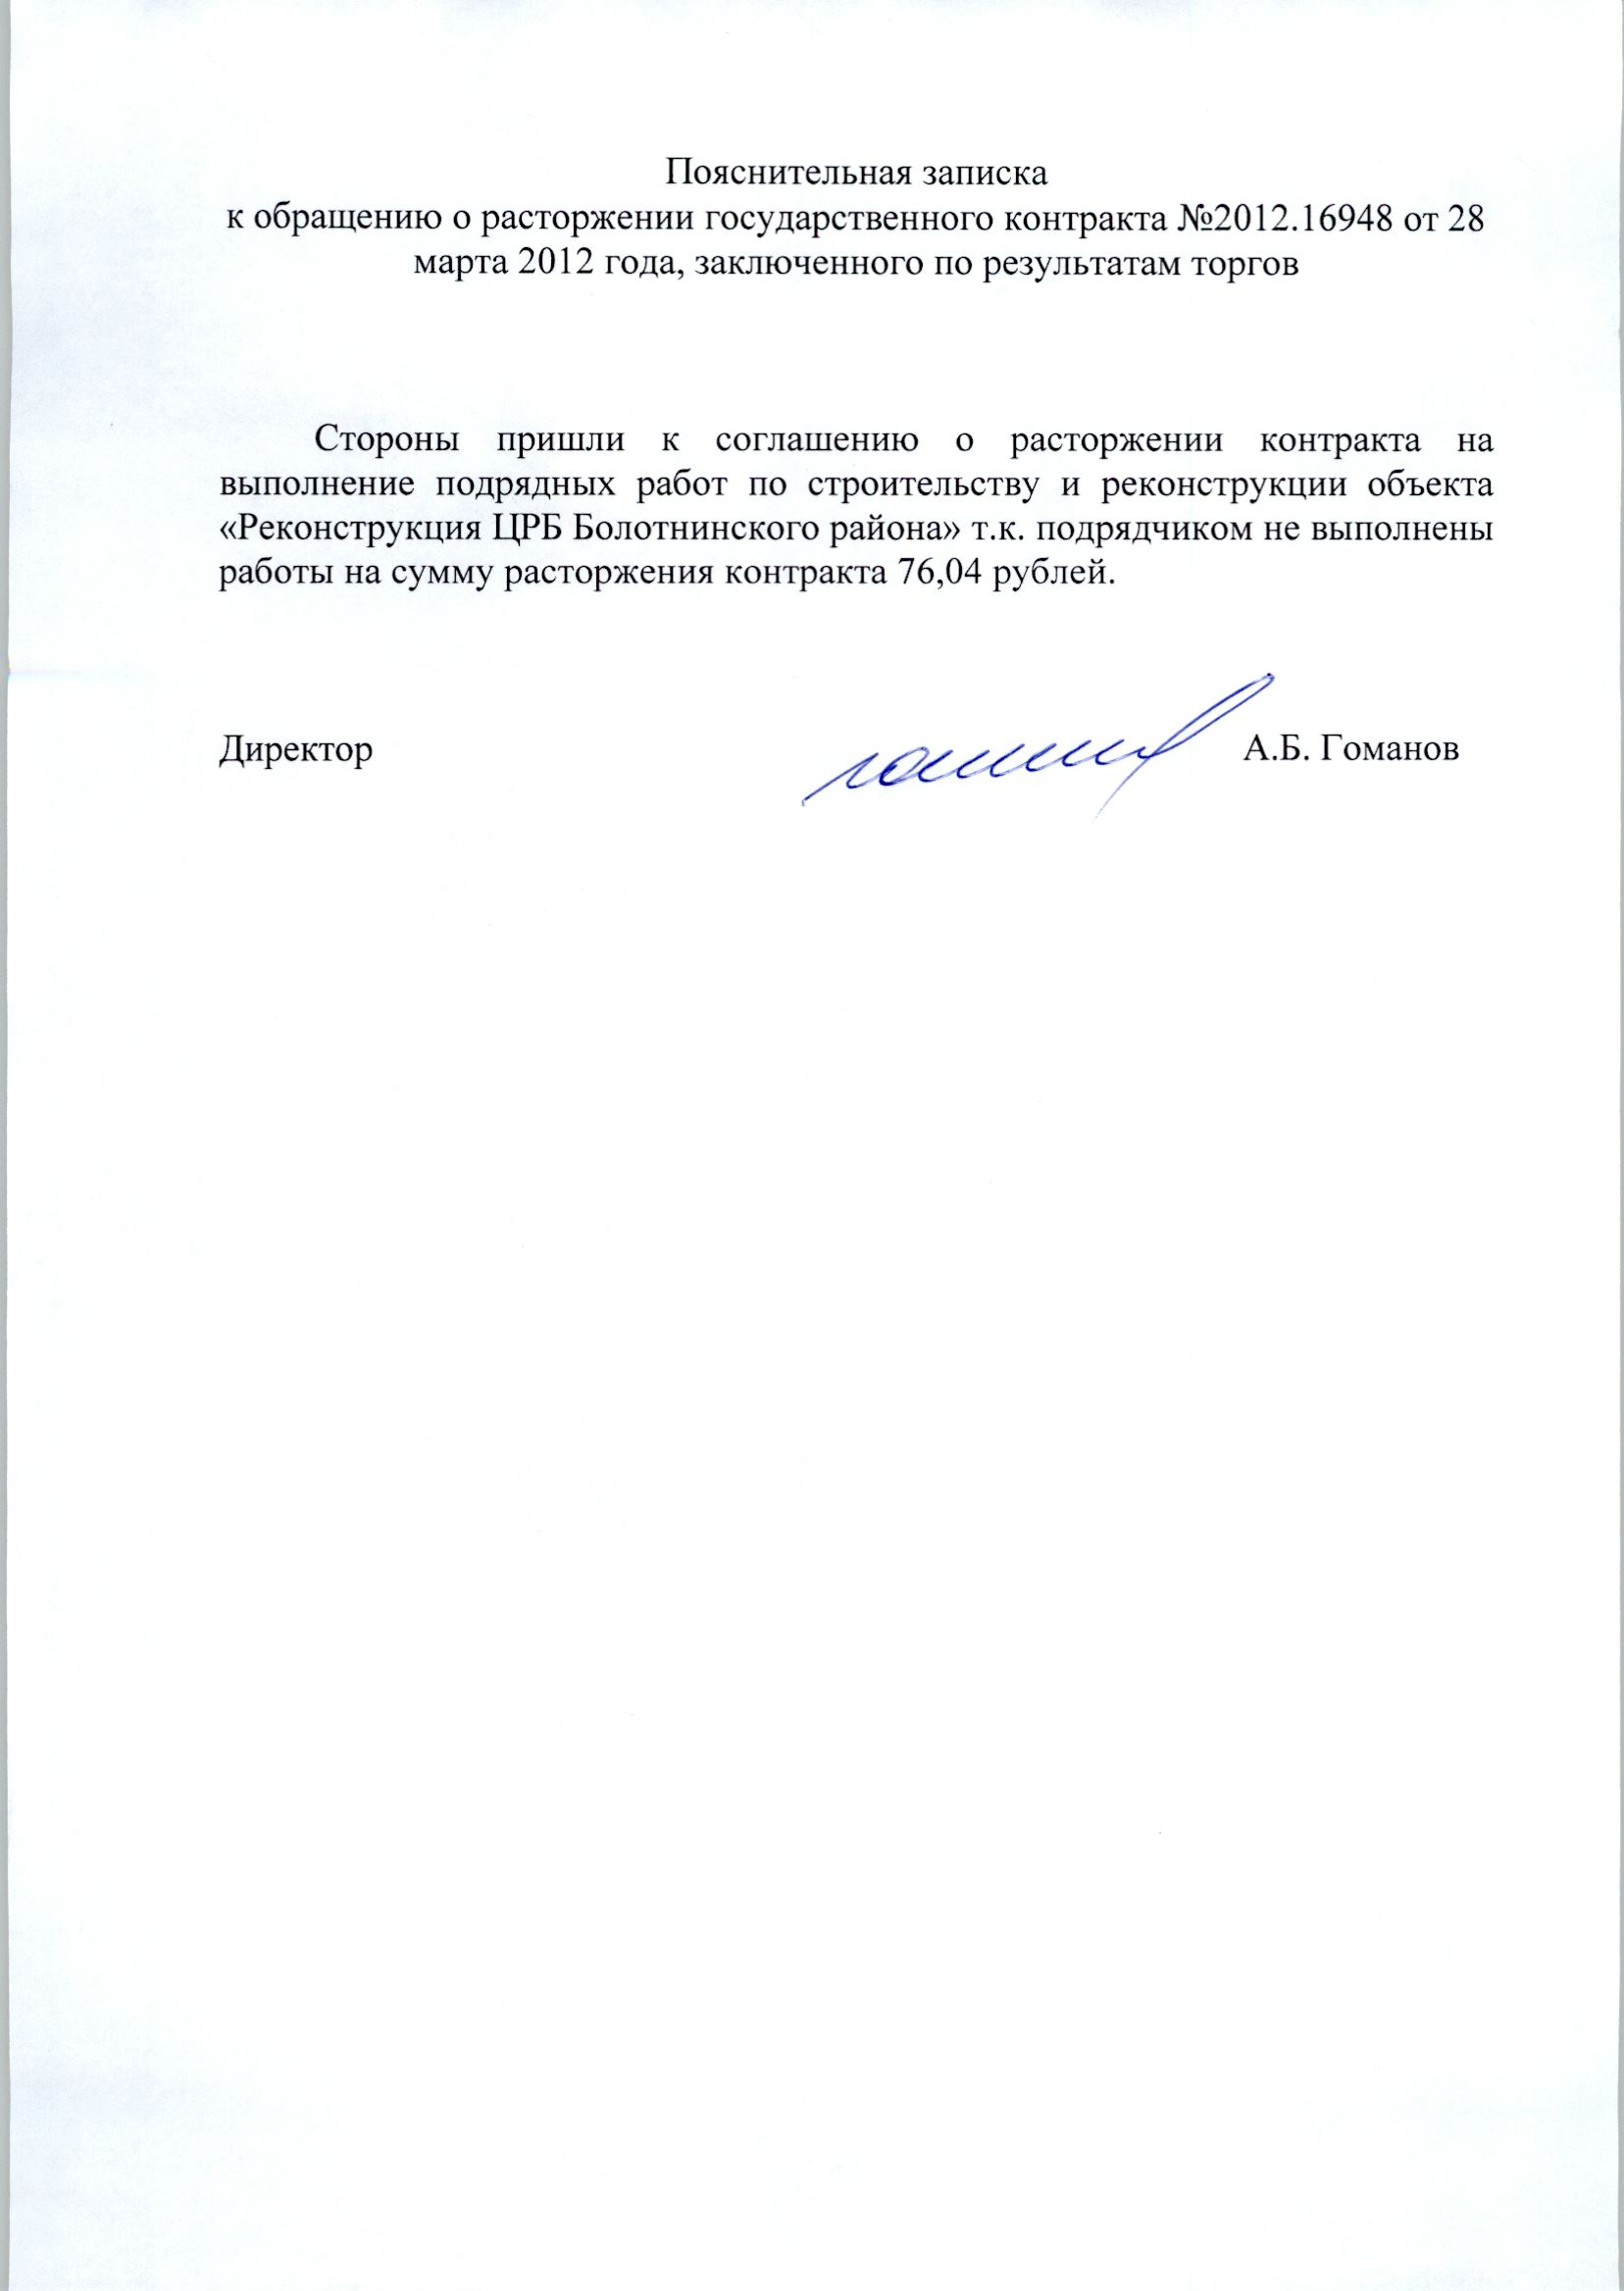 Пояснительная записка
к обращению о расторжении государственного контракта №2012.16948 от 28
марта 2012 года, заключенного по результатам торгов
Стороны пришли к соглашению о расторжении контракта на
выполнение подрядных работ по строительству и реконструкции объекта
«Реконструкция ЦРБ Болотнинского района» т.к. подрядчиком не выполнены
работы на сумму расторжения контракта 76,04 рублей.
Директор А.Б. Гоманов